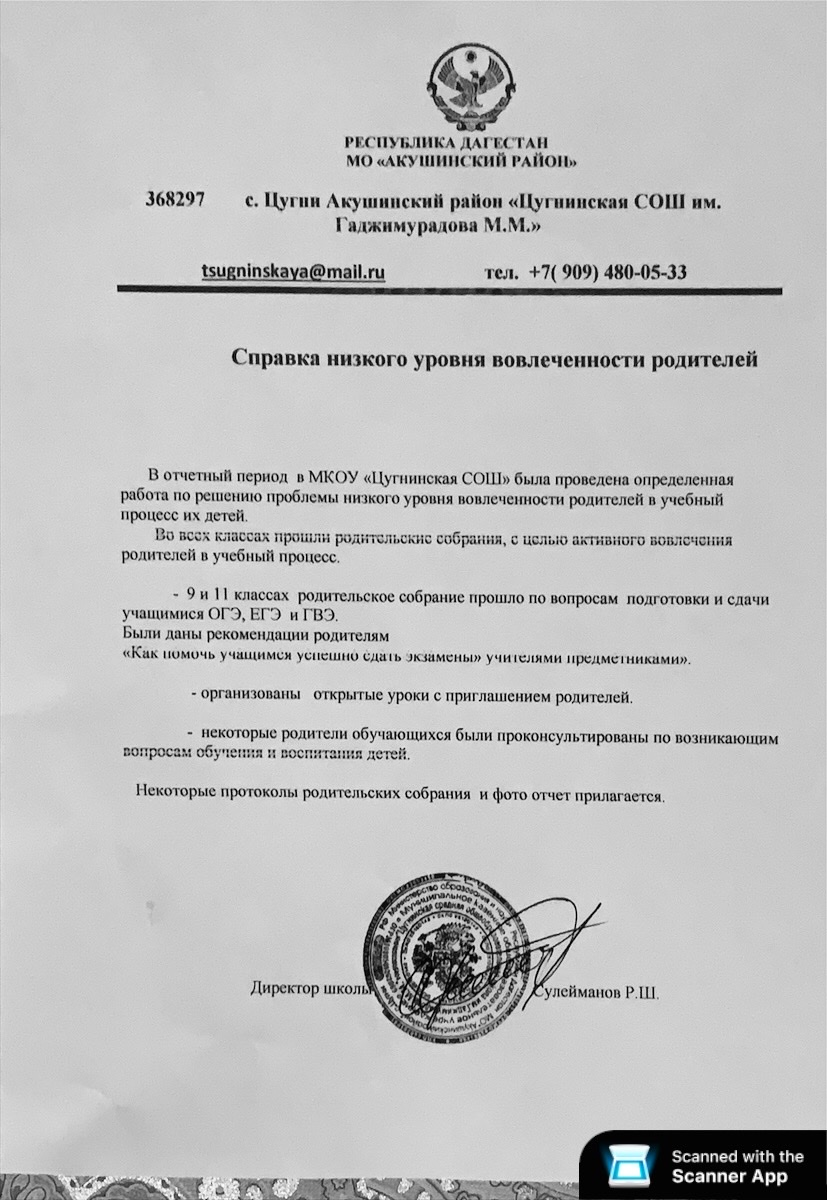 РЕСПУБЛИКА ДАГЕСТАН
МО «АКУШИНСКИЙ РАЙОН»
368297 с. Цугни Акушинский район «Цугнинская СОШ им.
Гаджимурадова М.М.»
tsugninskaya@mail.ru тел. +7( 909) 480-05-33
Справка низкого уровня вовлеченности родителей
В отчетный период в МКОУ «Цугнинская СОШ» была проведена определенная
работа по решению проблемы низкого уровня вовлеченности родителей в учебный
процесс их детей.
Во всех классах прошли родительские собрания, с целью активного вовлечения
родителей в учебный процесс.
- 9 и 11 классах родительское собрание прошло по вопросам подготовки и сдачи
учащимися ОГЭ, ЕГЭ и ГВЭ.
Были даны рекомендации родителям
«Как помочь учащимся успешно сдать экзамены» учителями предметниками».
- организованы открытые уроки с приглашением родителей.
- некоторые родители обучающихся были проконсультированы по возникающим
вопросам обучения и воспитания детей.
Некоторые протоколы родительских собрания и фото отчет прилагается.
Директор школы Сулейманов Р.Ш.
Scanned with the
Scanner App